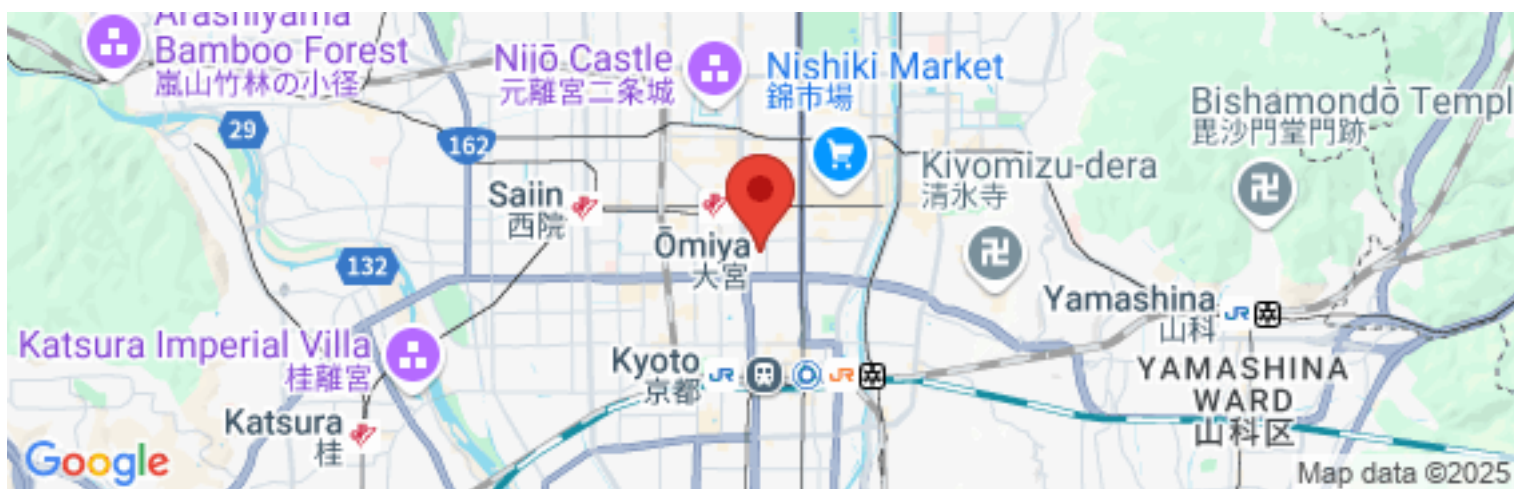 Arashiyama
Bamboo Forest
嵐山竹林の小径
Nijō Castle
元離宮二条城
Nishiki Market
錦市場
Bishamondō Templ
毘沙門堂門跡
29
162
Kiyomizu-dera
清水寺
Saiin
西院
Ōmiya
大宮
132
Yamashina
山科
JR
Katsura Imperial Villa
桂離宮
Kyoto
京都
JR
JR
YAMASHINA
WARD
山科区
Katsura
桂
Google
Map data ©2025